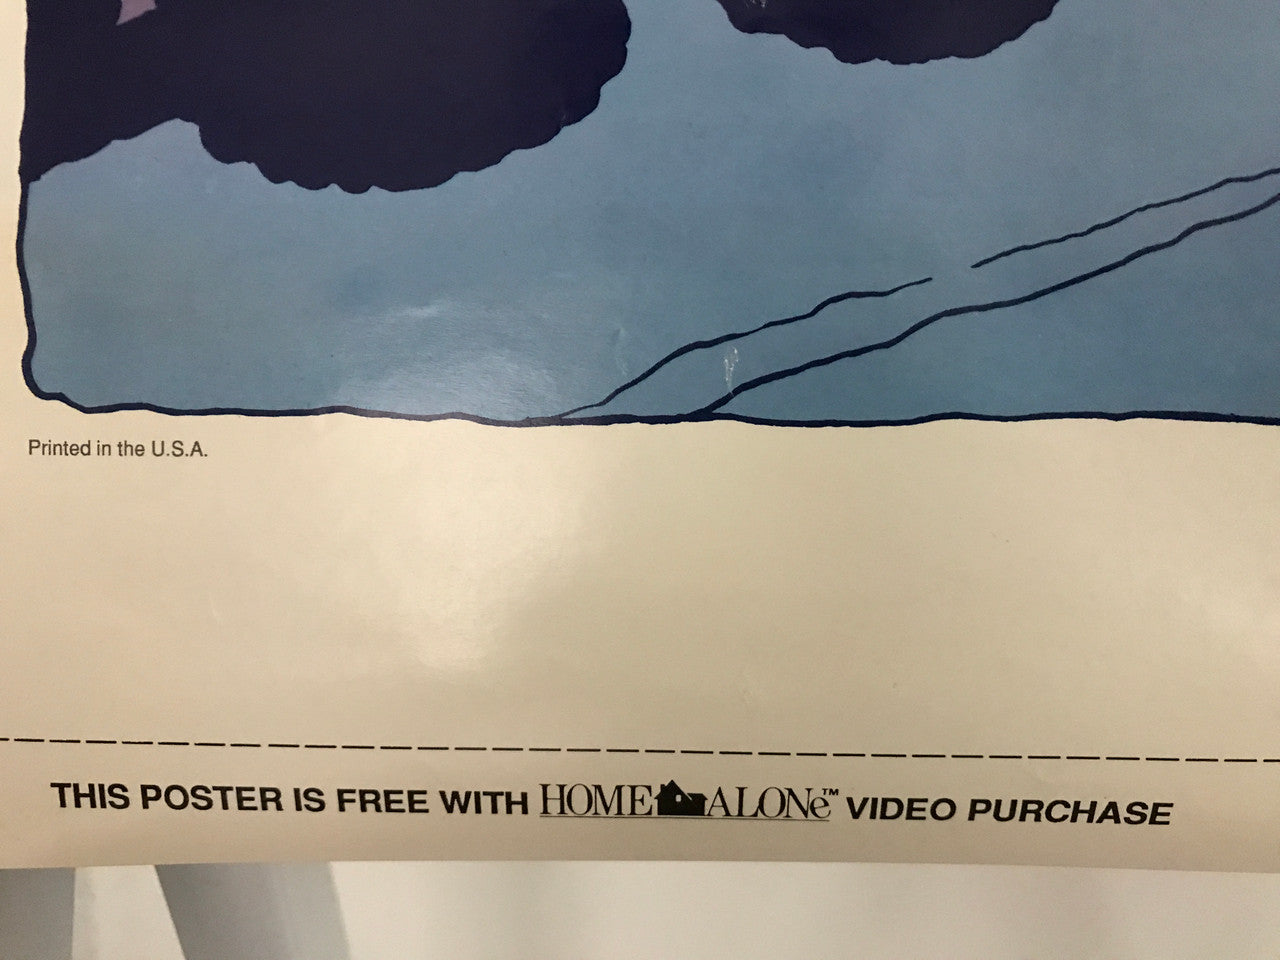 Printed in the U.S.A.
THIS POSTER IS FREE WITH HOME ALONe™ VIDEO PURCHASE